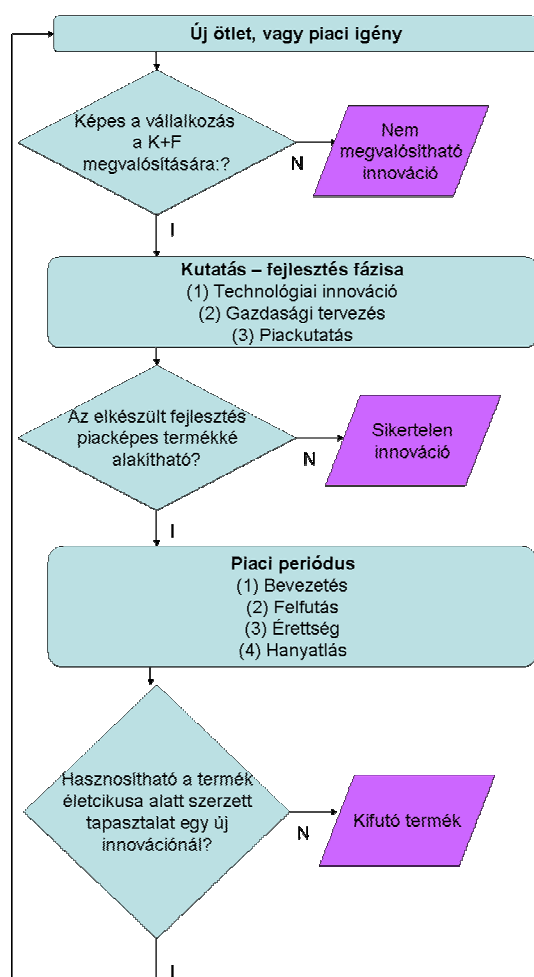 Új ötlet, vagy piaci igény
Képes a vállalkozás
a K+F
megvalósítására:?
N
Nem
megvalósítható
innováció
I
Kutatás – fejlesztés fázisa
(1) Technológiai innováció
(2) Gazdasági tervezés
(3) Piackutatás
Az elkészült fejlesztés
piacképes termékké
alakítható?
N
Sikertelen
innováció
I
Piaci periódus
(1) Bevezetés
(2) Felfutás
(3) Érettség
(4) Hanyatlás
Hasznosítható a termék
életcikusa alatt szerzett
tapasztalat egy új
innovációnál?
N
Kifutó termék
I